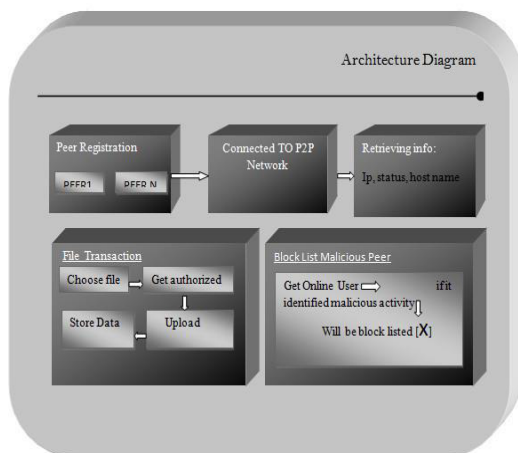 Architecture Diagram
Peer Registration
PEER1
PEER N
Connected TO P2P
Network
Retrieving info:
Ip, status, host name
File Transaction
Choose file
Get authorized
Store Data
Upload
Block List Malicious Peer
Get Online User
if it
identified malicious activity
Will be block listed [X]